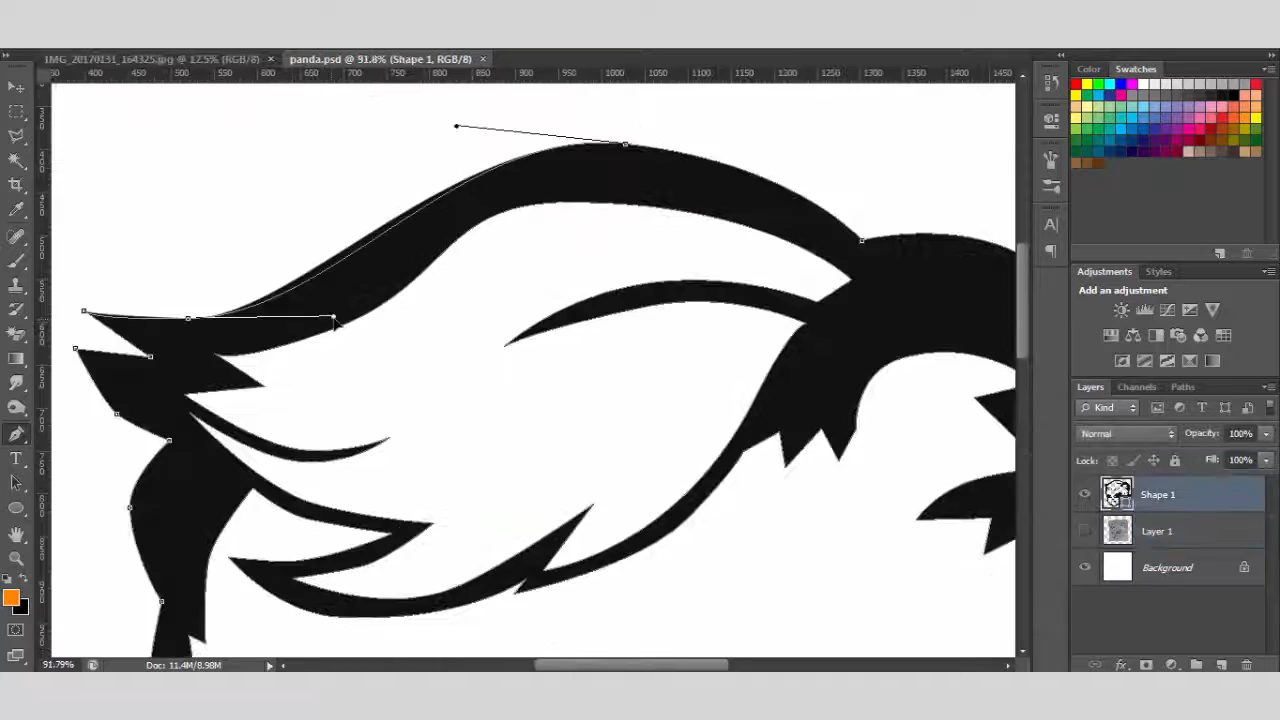 IMG_20170131_164325.jpg @ 12.5% (RGB/8) × panda.psd @ 91.8% (Shape 1, RGB/8) ×
400 450 500 550 600 650 700 750 800 850 900 950 1000 1050 1100 1150 1200 1250 1300 1350 1400 1450
Color Swatches
Adjustments Styles
Add an adjustment
Layers Channels Paths
Kind
Normal Opacity: 100%
Lock: Fill: 100%
Shape 1
Layer 1
Background
91.79% Doc: 11.4M/8.98M